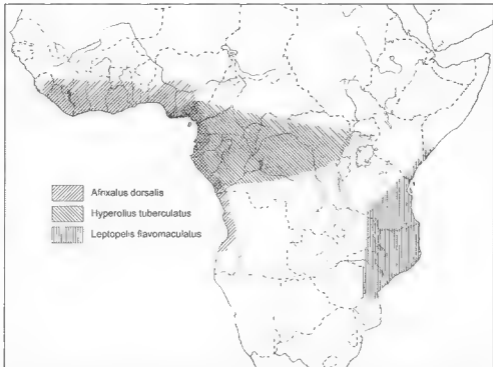 Afrixalus dorsalis
Hyperolius tuberculatus
Leptopelis flavomaculatus